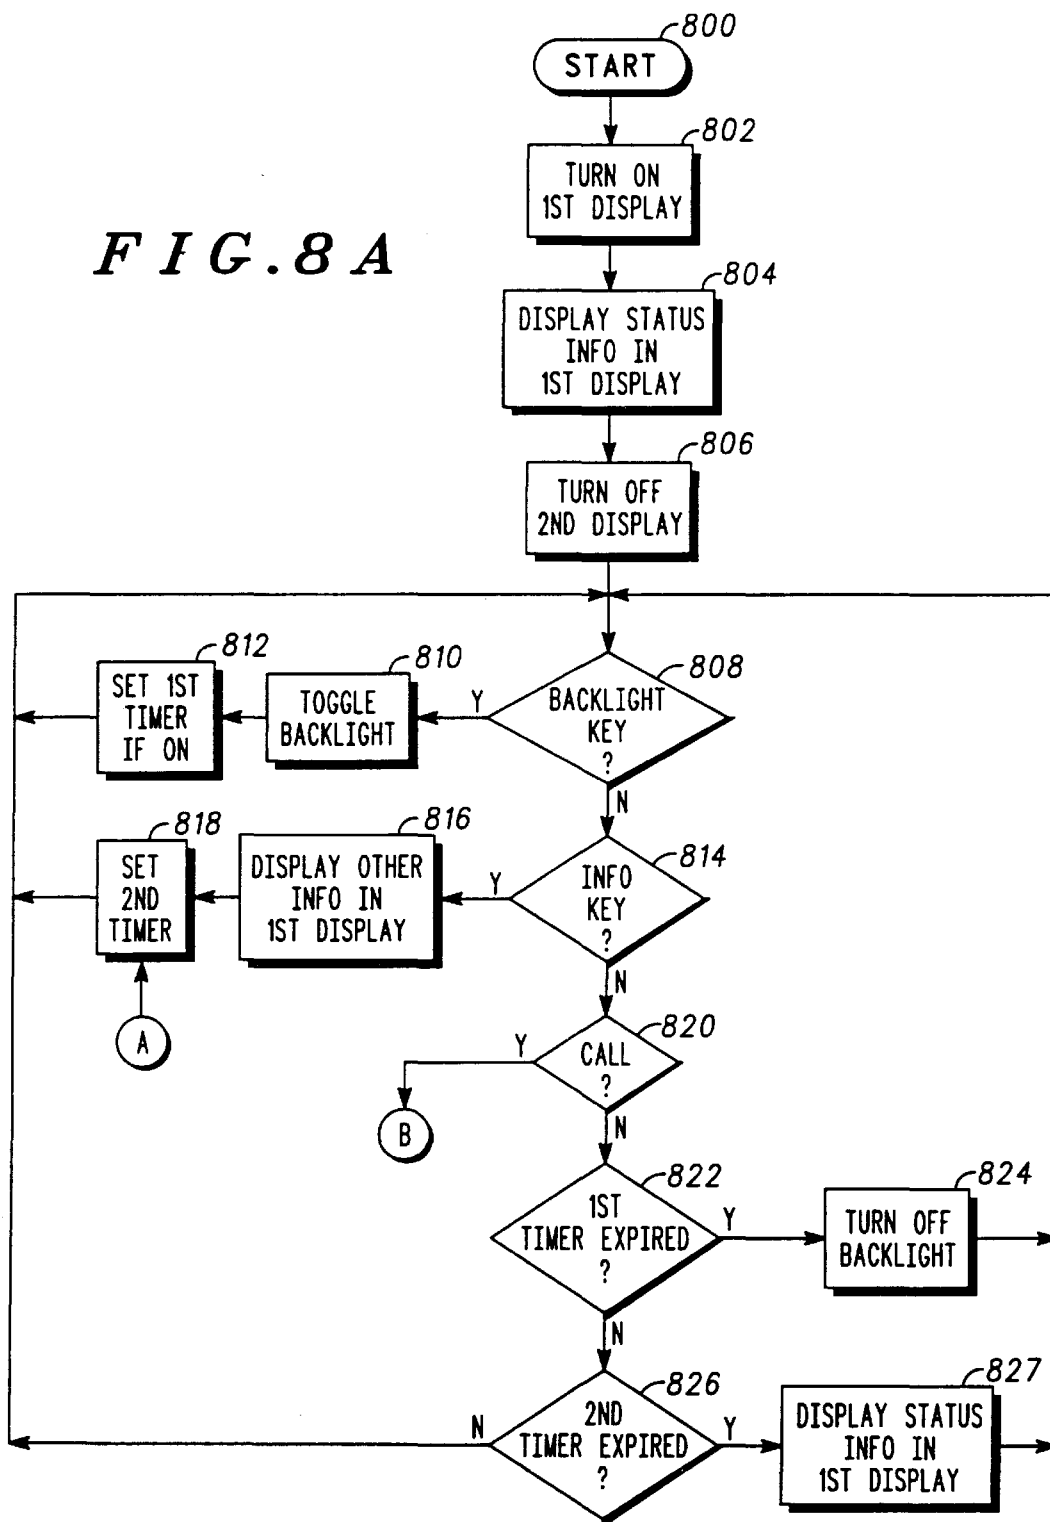 800
START
802
TURN ON
1ST DISPLAY
FIG.8A
804
DISPLAY STATUS
INFO IN
1ST DISPLAY
806
TURN OFF
2ND DISPLAY
812
SET 1ST
TIMER
IF ON
810
TOGGLE
BACKLIGHT
Y
808
BACKLIGHT
KEY
?
N
818
SET
2ND
TIMER
816
DISPLAY OTHER
INFO IN
1ST DISPLAY
Y
814
INFO
KEY
?
N
A
820
Y
CALL
?
B
N
822
1ST
TIMER EXPIRED
?
Y
824
TURN OFF
BACKLIGHT
N
826
N
2ND
TIMER EXPIRED
?
Y
827
DISPLAY STATUS
INFO IN
1ST DISPLAY